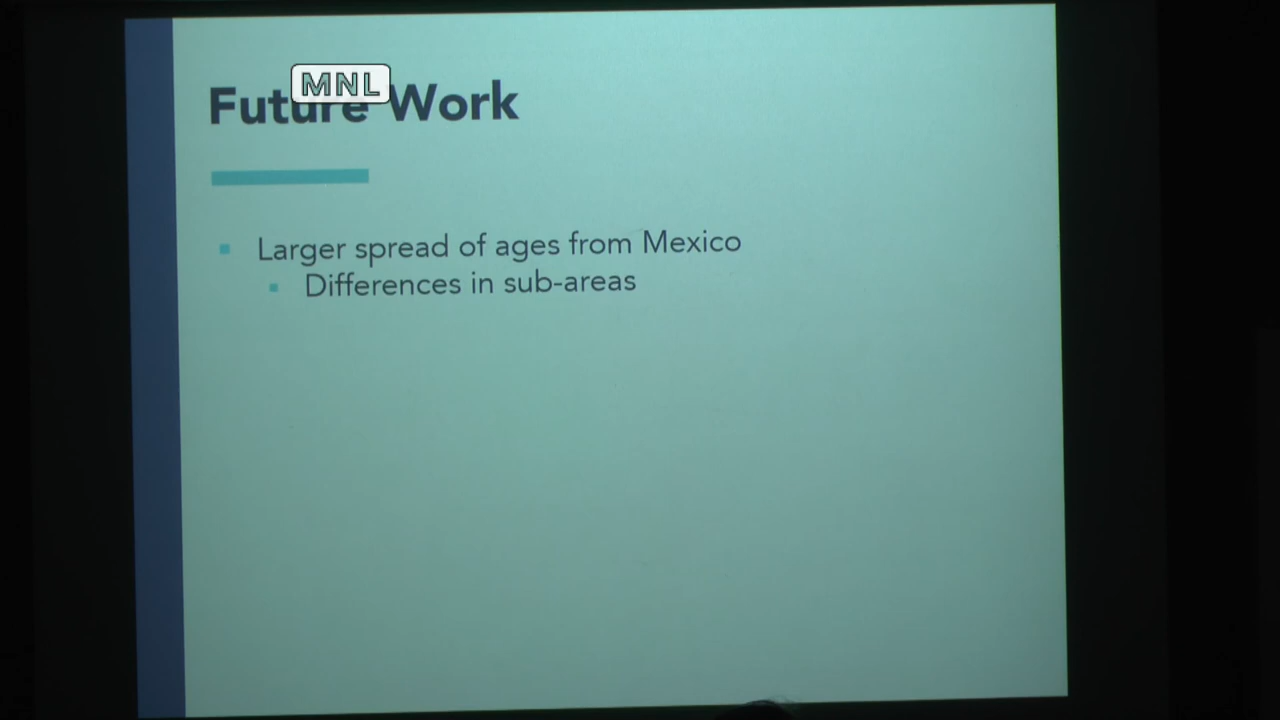 MNL
Future Work
Larger spread of ages from Mexico
Differences in sub-areas